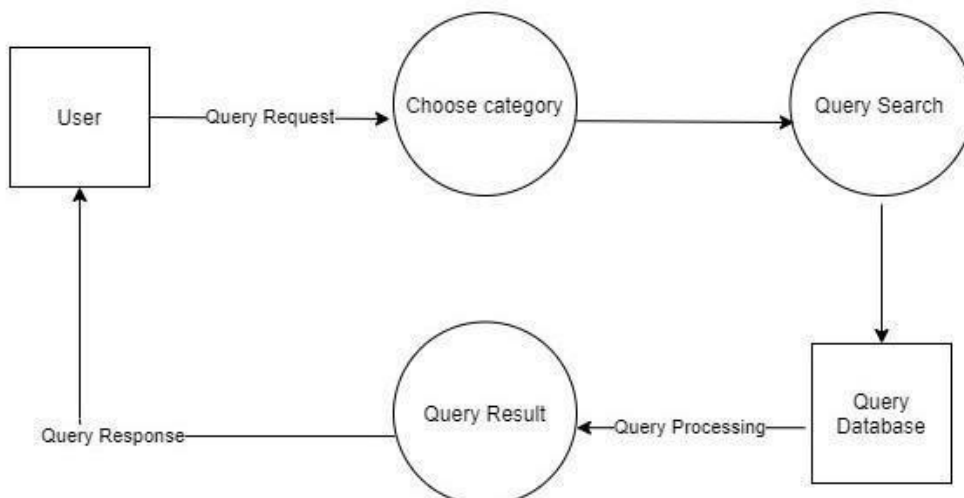 User
Query Request
Choose category
Query Search
Query Response
Query Result
Query Processing
Query
Database